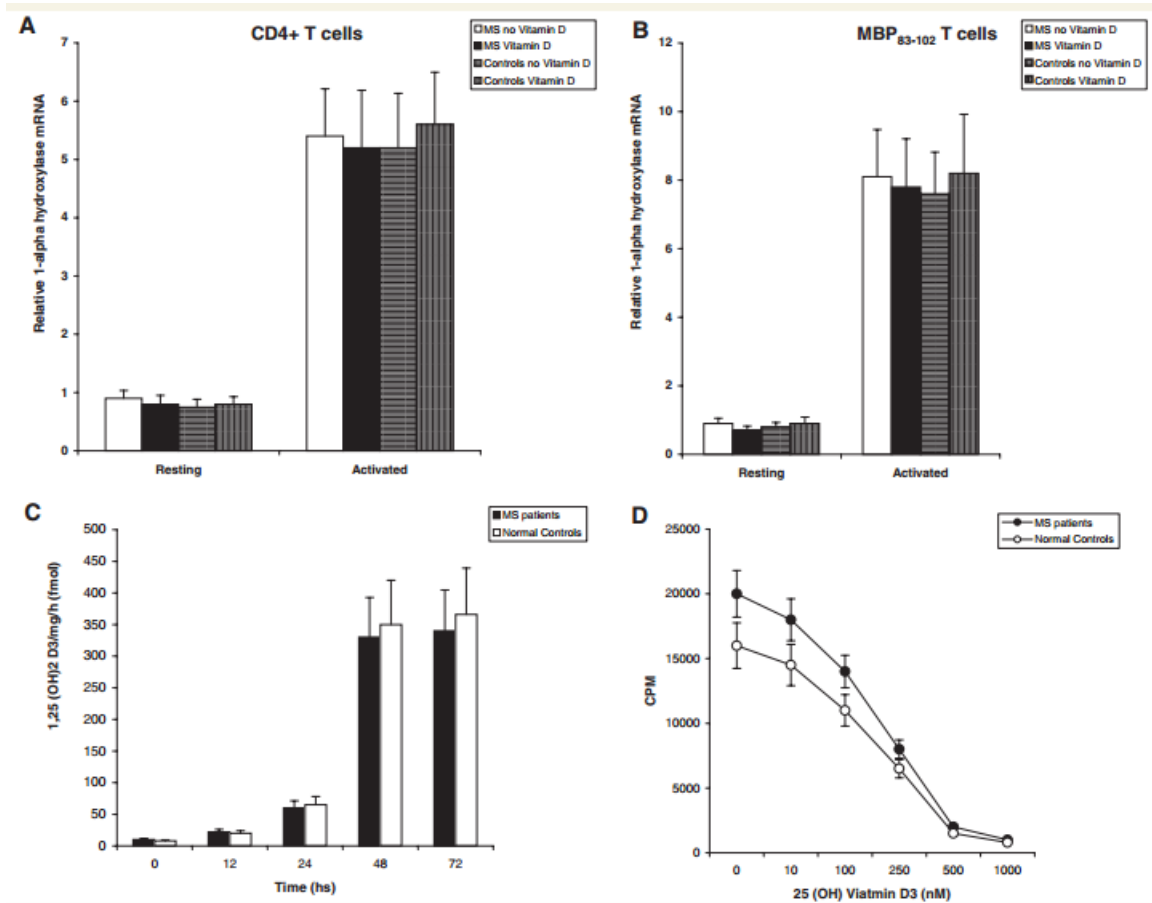 A
CD4+ T cells
MS no Vitamin D
MS Vitamin D
Controls no Vitamin D
Controls Vitamin D
Relative 1-alpha hydroxylase mRNA
7
6
5
4
3
2
1
0
Resting
Activated
B
MBP83-102 T cells
MS no Vitamin D
MS Vitamin D
Controls no Vitamin D
Controls Vitamin D
Relative 1-alpha hydroxylase mRNA
12
10
8
6
4
2
0
Resting
Activated
C
MS patients
Normal Controls
1,25 (OH)2 D3/mg/h (fmol)
500
450
400
350
300
250
200
150
100
50
0
0 12 24 48 72
Time (hs)
D
MS patients
Normal Controls
CPM
25000
20000
15000
10000
5000
0
0 10 100 250 500 1000
25 (OH) Viatmin D3 (nM)